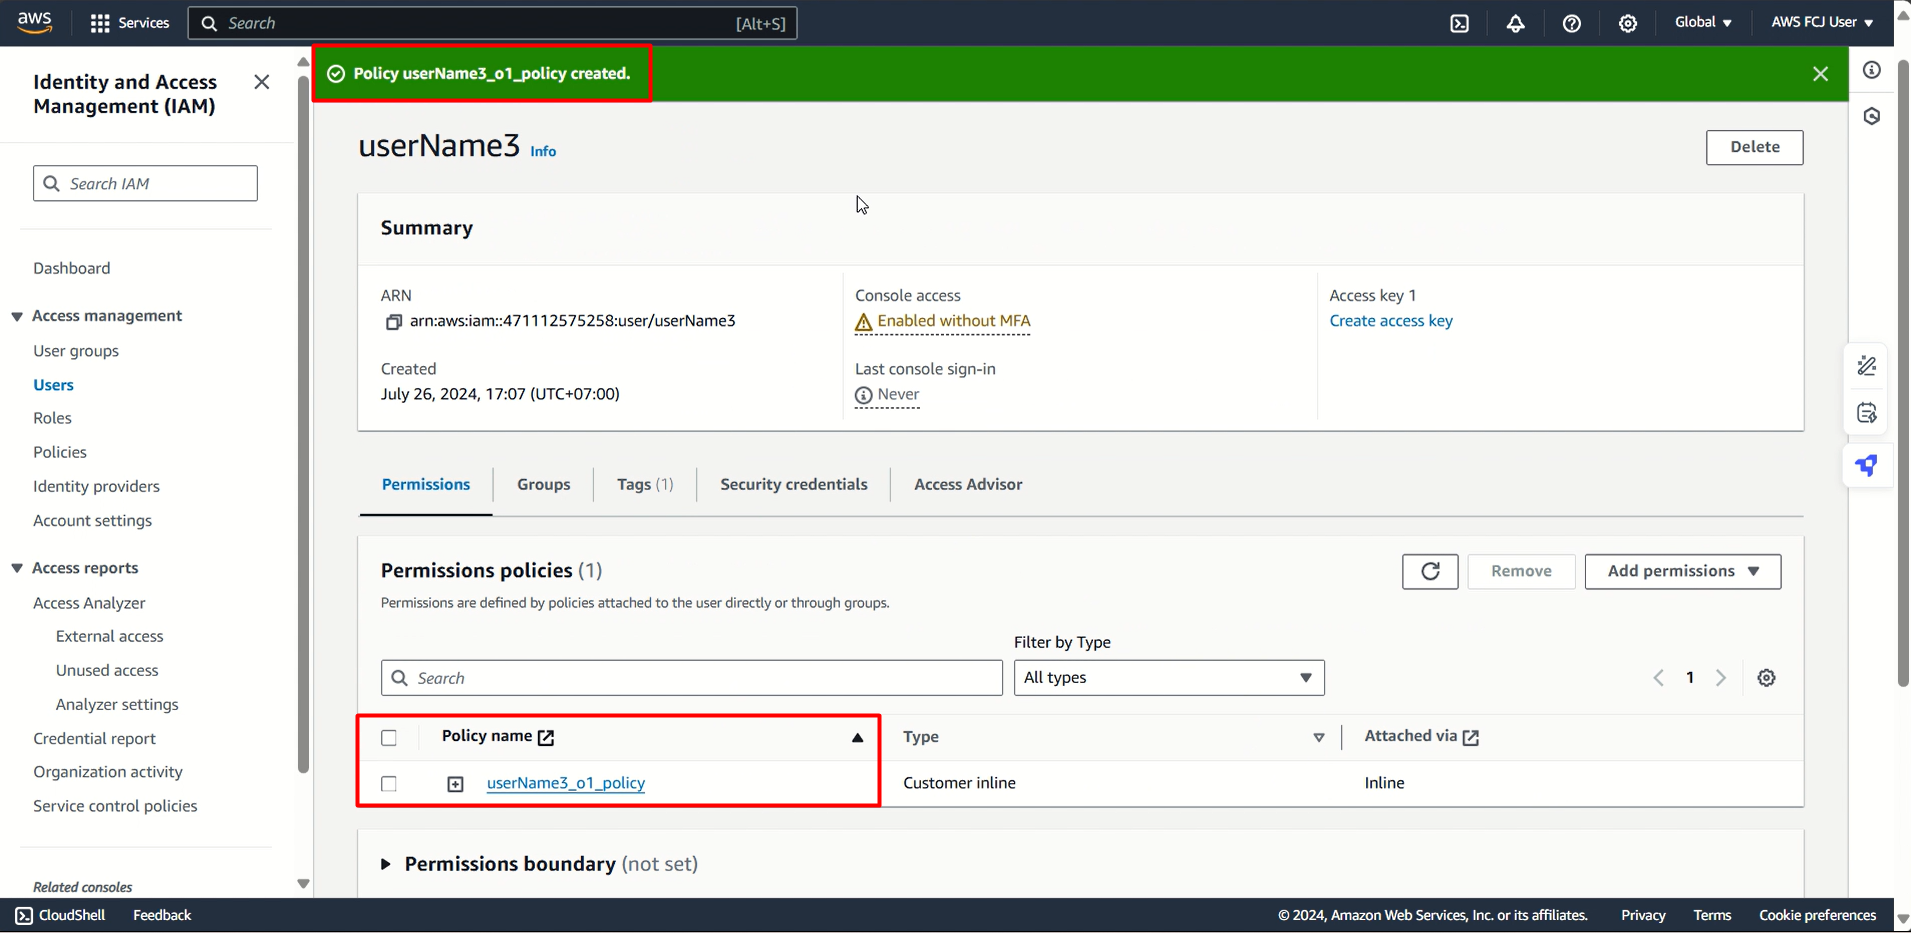 aws
Services
Search
[Alt+S]
Global
AWS FCJ User
Identity and Access
Management (IAM)
Search IAM
Dashboard
Access management
User groups
Users
Roles
Policies
Identity providers
Account settings
Access reports
Access Analyzer
External access
Unused access
Analyzer settings
Credential report
Organization activity
Service control policies
Related consoles
Policy userName3_o1_policy created.
userName3 Info
Delete
Summary
ARN
arn:aws:iam::471112575258:user/userName3
Created
July 26, 2024, 17:07 (UTC+07:00)
Console access
Enabled without MFA
Last console sign-in
Never
Access key 1
Create access key
Permissions
Groups
Tags (1)
Security credentials
Access Advisor
Permissions policies (1)
Permissions are defined by policies attached to the user directly or through groups.
Remove
Add permissions
Filter by Type
Search
All types
1
Policy name
Type
Attached via
userName3_o1_policy
Customer inline
Inline
Permissions boundary (not set)
CloudShell
Feedback
© 2024, Amazon Web Services, Inc. or its affiliates.
Privacy
Terms
Cookie preferences